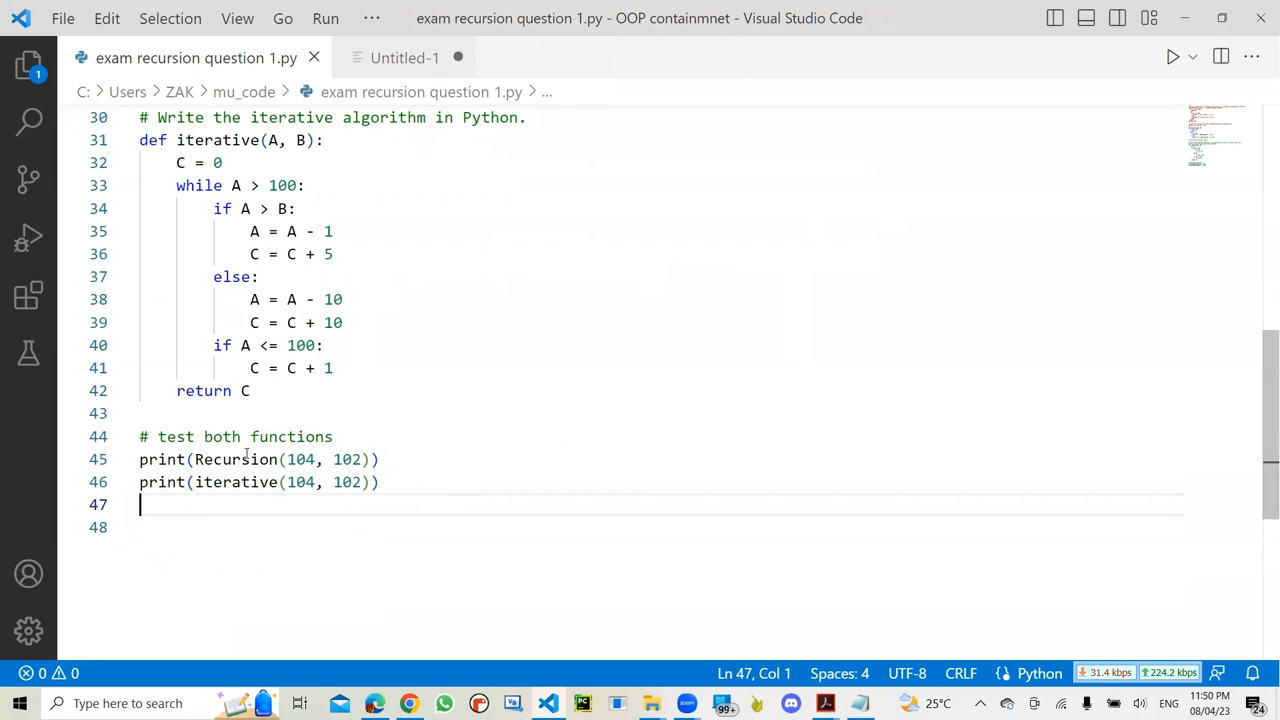 File Edit Selection View Go Run ··· exam recursion question 1.py - OOP containmnet - Visual Studio Code
exam recursion question 1.py Untitled-1
1
C: > Users > ZAK > mu_code > exam recursion question 1.py > ...
30 # Write the iterative algorithm in Python.
31 def iterative(A, B):
32 C = 0
33 while A > 100:
34 if A > B:
35 A = A - 1
36 C = C + 5
37 else:
38 A = A - 10
39 C = C + 10
40 if A <= 100:
41 C = C + 1
42 return C
43
44 # test both functions
45 print(Recursion(104, 102))
46 print(iterative(104, 102))
47
48
0 0 Ln 47, Col 1 Spaces: 4 UTF-8 CRLF {} Python 31.4 kbps 224.2 kbps
Type here to search 99+ 25°C ENG 11:50 PM 08/04/23 24